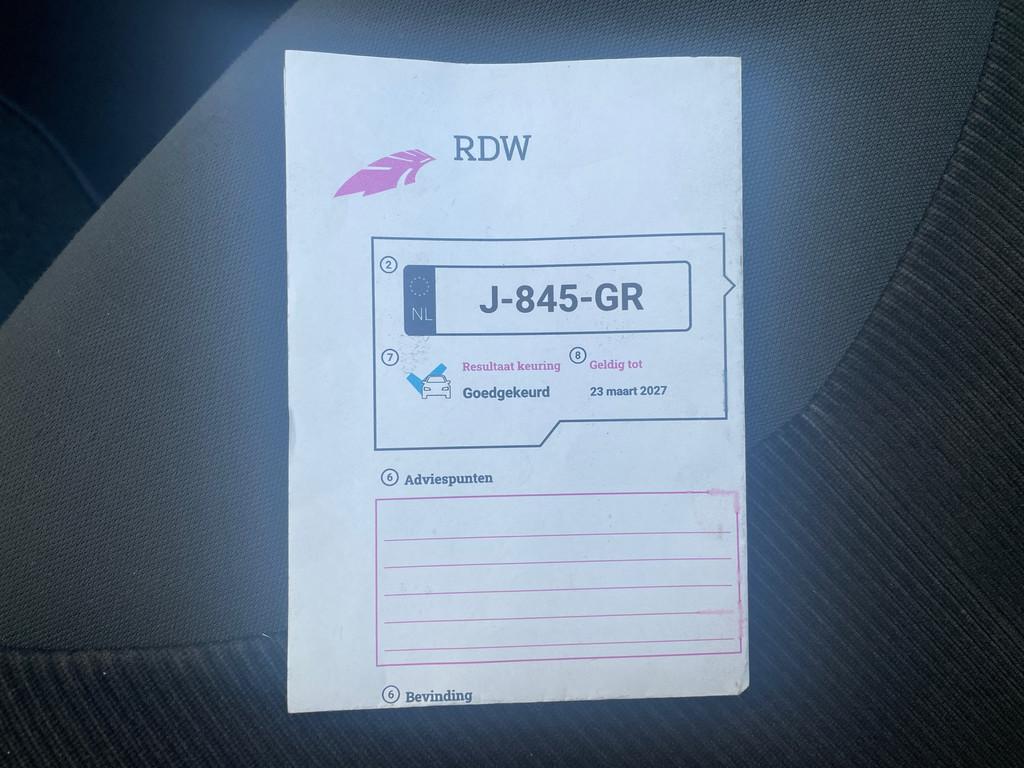 RDW
2
NL
J-845-GR
7 Resultaat keuring 8 Geldig tot
Goedgekeurd 23 maart 2027
6 Adviespunten
6 Bevinding